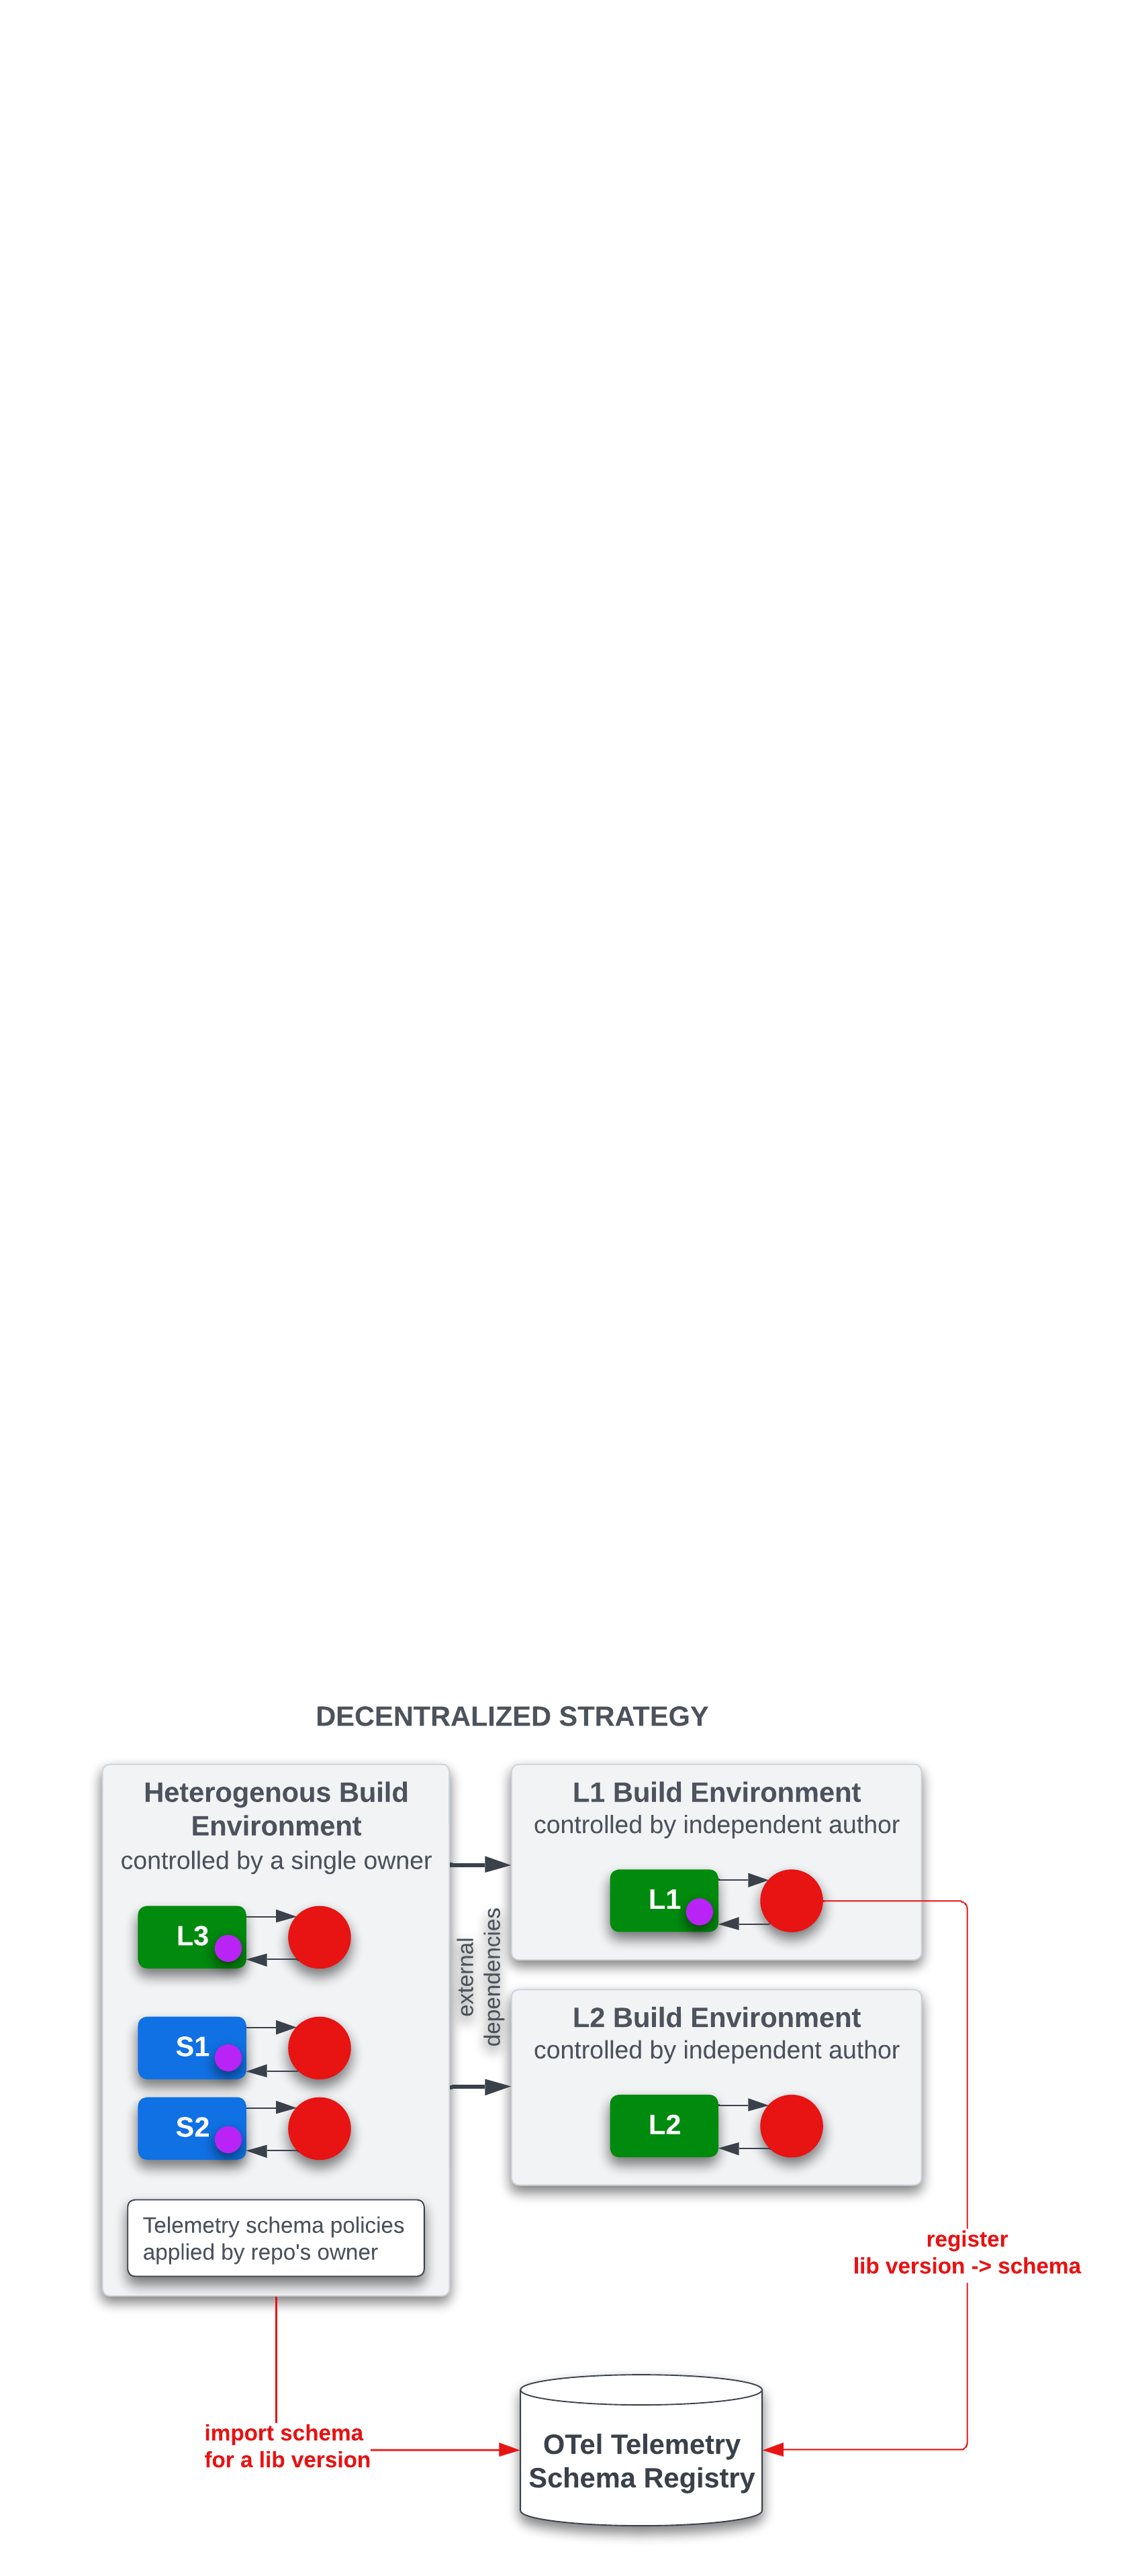 DECENTRALIZED STRATEGY
Heterogenous Build
Environment
controlled by a single owner
L3
S1
S2
Telemetry schema policies
applied by repo's owner
external
dependencies
L1 Build Environment
controlled by independent author
L1
L2 Build Environment
controlled by independent author
L2
register
lib version -> schema
import schema
for a lib version
OTel Telemetry
Schema Registry